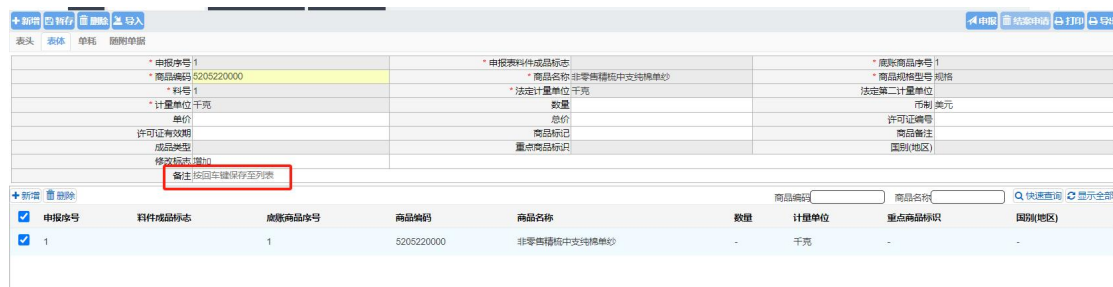 新增 暂存 删除 导入 申报 结案申请 打印 导出
表头 表体 单耗 随附单据
* 申报序号 1 * 申报表料件成品标志 * 底账商品序号 1
* 商品编码 5205220000 * 商品名称 非零售精梳中支纯棉单纱 * 商品规格型号 规格
* 料号 1 * 法定计量单位 千克 法定第二计量单位
* 计量单位 千克 数量 币制 美元
单价 总价 许可证编号
许可证有效期 商品标记 商品备注
成品类型 重点商品标识 国别(地区)
修改标志 增加
备注 按回车键保存至列表
新增 删除 商品编码 商品名称 快速查询 显示全部
申报序号 料件成品标志 底账商品序号 商品编码 商品名称 数量 计量单位 重点商品标识 国别(地区)
1 1 5205220000 非零售精梳中支纯棉单纱 - 千克 - -